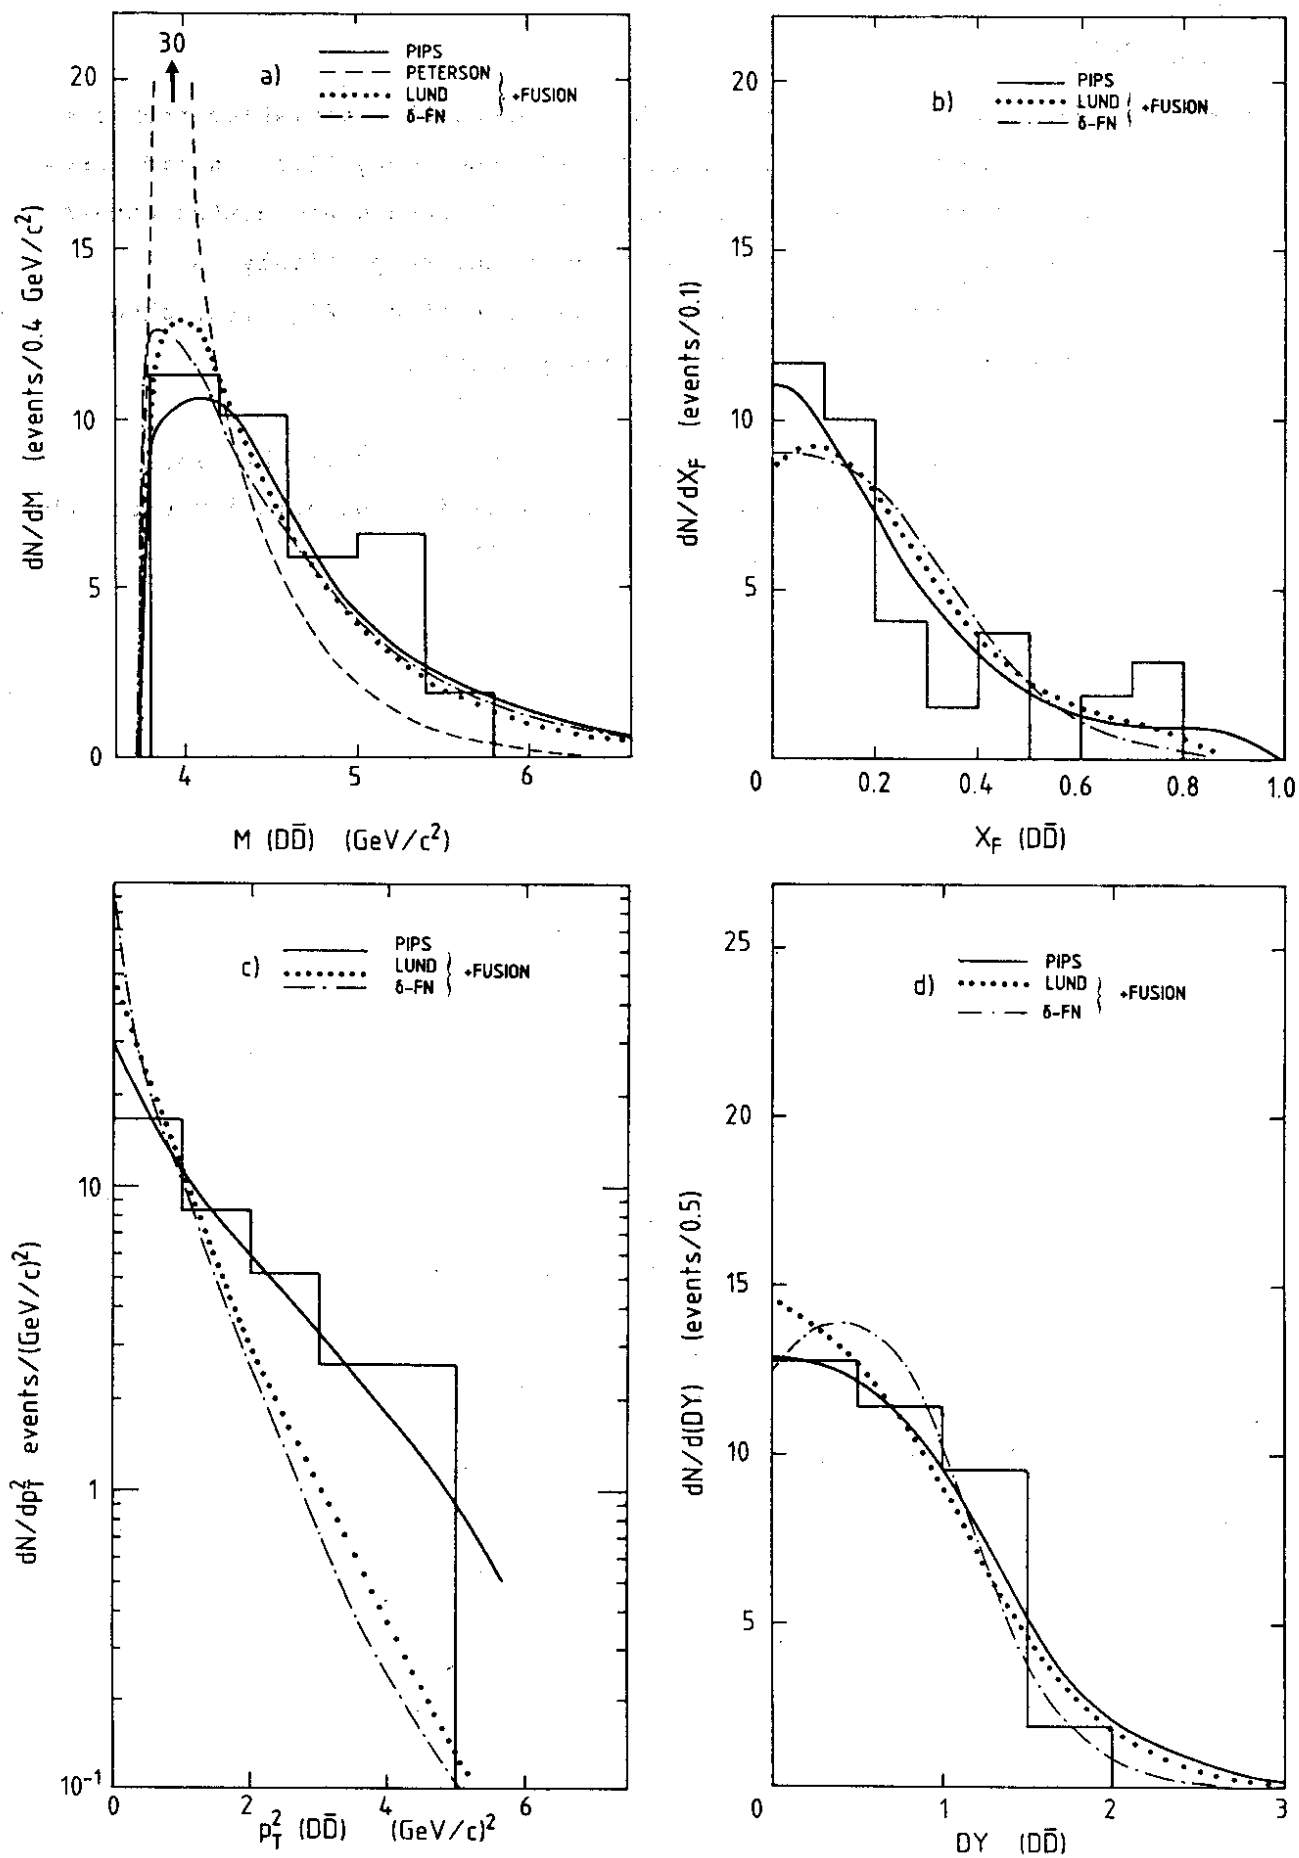 30
a)
PIPS
PETERSON
LUND
δ-FN
+FUSION
20
15
10
5
0
4
5
6
dN/dM (events/0.4 GeV/c²)
M (DD̄) (GeV/c²)
b)
PIPS
LUND
δ-FN
+FUSION
20
15
10
5
0
0.2
0.4
0.6
0.8
1.0
dN/dX_F (events/0.1)
X_F (DD̄)
c)
PIPS
LUND
δ-FN
+FUSION
10
1
10⁻¹
0
2
4
6
dN/dp_T² events/(GeV/c)²
p_T² (DD̄) (GeV/c)²
d)
PIPS
LUND
δ-FN
+FUSION
25
20
15
10
5
0
1
2
3
dN/d(DY) (events/0.5)
DY (DD̄)